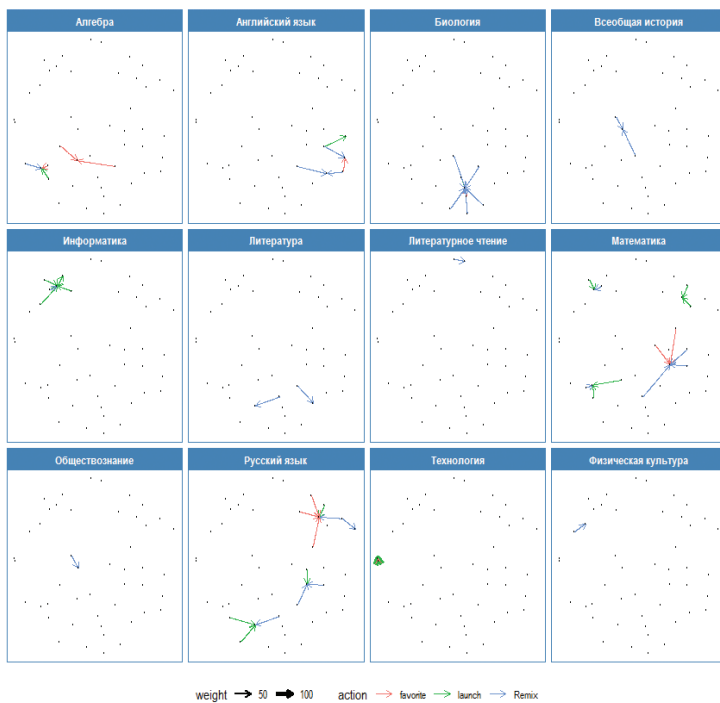 Алгебра
Английский язык
Биология
Всеобщая история
Информатика
Литература
Литературное чтение
Математика
Обществознание
Русский язык
Технология
Физическая культура
weight 50 100 action favorite launch Remix